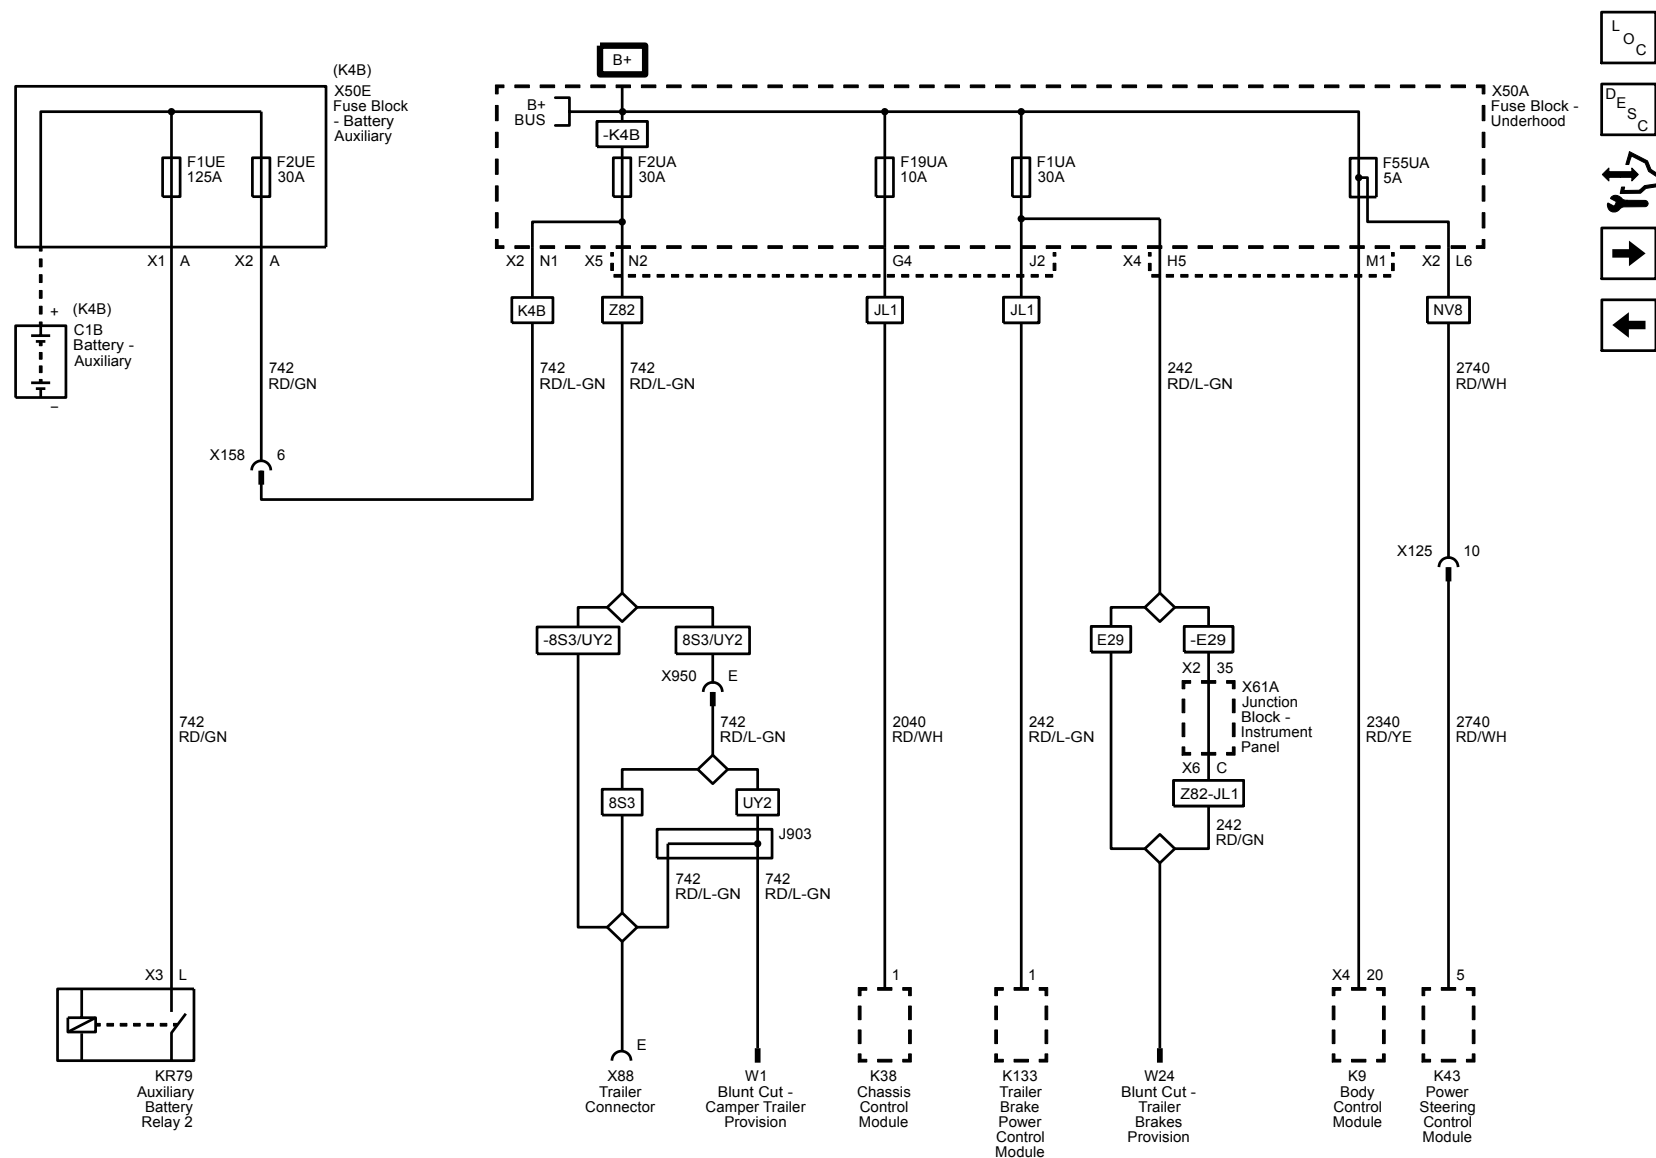 B+
L
O
C
D
E
S
C
(K4B)
X50E
Fuse Block
- Battery
Auxiliary
F1UE
125A
F2UE
30A
X1 A
X2 A
+ (K4B)
C1B
Battery -
Auxiliary
−
742
RD/GN
X158 6
742
RD/GN
X3 L
KR79
Auxiliary
Battery
Relay 2
B+
BUS
-K4B
F2UA
30A
F19UA
10A
F1UA
30A
F55UA
5A
X50A
Fuse Block -
Underhood
X2 N1
X5 N2
G4
J2
X4 H5
M1
X2 L6
K4B
Z82
JL1
JL1
NV8
742
RD/L-GN
742
RD/L-GN
242
RD/L-GN
2740
RD/WH
X125 10
-8S3/UY2
8S3/UY2
E29
-E29
X950 E
X2 35
X61A
Junction
Block -
Instrument
Panel
742
RD/L-GN
2040
RD/WH
242
RD/L-GN
2340
RD/YE
2740
RD/WH
X6 C
8S3
UY2
Z82-JL1
J903
242
RD/GN
742
RD/L-GN
742
RD/L-GN
1
1
X4 20
5
E
X88
Trailer
Connector
W1
Blunt Cut -
Camper Trailer
Provision
K38
Chassis
Control
Module
K133
Trailer
Brake
Power
Control
Module
W24
Blunt Cut -
Trailer
Brakes
Provision
K9
Body
Control
Module
K43
Power
Steering
Control
Module